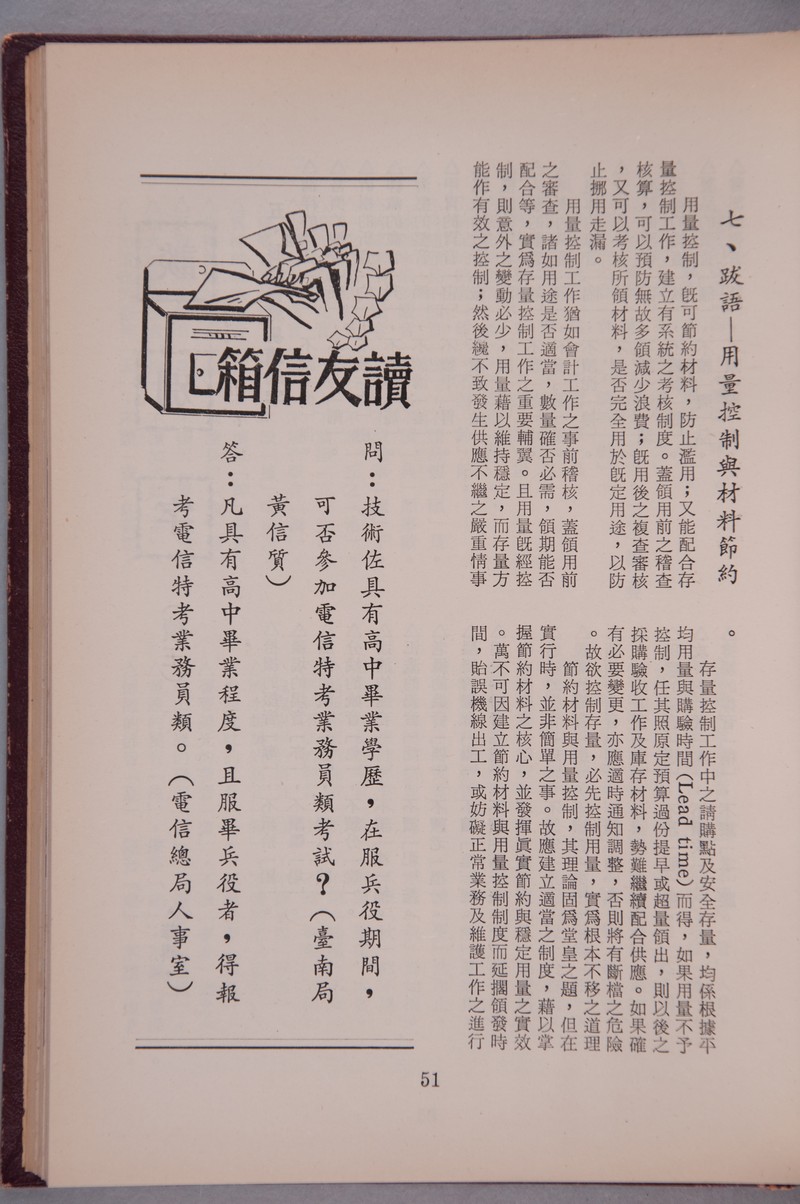 七、跋語—用量控制與材料節約
用量控制,旣可節約材料,防止濫用;又能配合存
量控制工作,建立有系統之考核制度。蓋領用前之稽查
核算,可以預防無故多領減少浪費;旣用後之複查審核
,又可以考核所領材料,是否完全用於旣定用途,以防
止挪用走漏。
用量控制工作猶如會計工作之事前稽核,蓋領用前
之審查,諸如用途是否適當,數量確否必需,領期能否
配合等,實爲存量控制工作之重要輔翼。且用量旣經控
制,則意外之變動必少,用量藉以維持穩定,而存量方
能作有效之控制;然後纔不致發生供應不繼之嚴重情事
。
存量控制工作中之請購點及安全存量,均係根據平
均用量與購驗時間(Lead time)而得,如果用量不予
控制,任其照原定預算過份提早或超量領出,則以後之
採購驗收工作及庫存材料,勢難繼續配合供應。如果確
有必要變更,亦應適時通知調整,否則將有斷檔之危險
。故欲控制存量,必先控制用量,實爲根本不移之道理
節約材料與用量控制,其理論固爲堂皇之題,但在
實行時,並非簡單之事。故應建立適當之制度,藉以掌
握節約材料之核心,並發揮眞實節約與穩定用量之實效
。萬不可因建立節約材料與用量控制制度而延擱領發時
間,貽誤機線出工,或妨礙正常業務及維護工作之進行
讀友信箱
問:技術佐具有高中畢業學歷,在服兵役期間,
可否參加電信特考業務員類考試?(臺南局
黃信質)
答:凡具有高中畢業程度,且服畢兵役者,得報
考電信特考業務員類。(電信總局人事室)
51